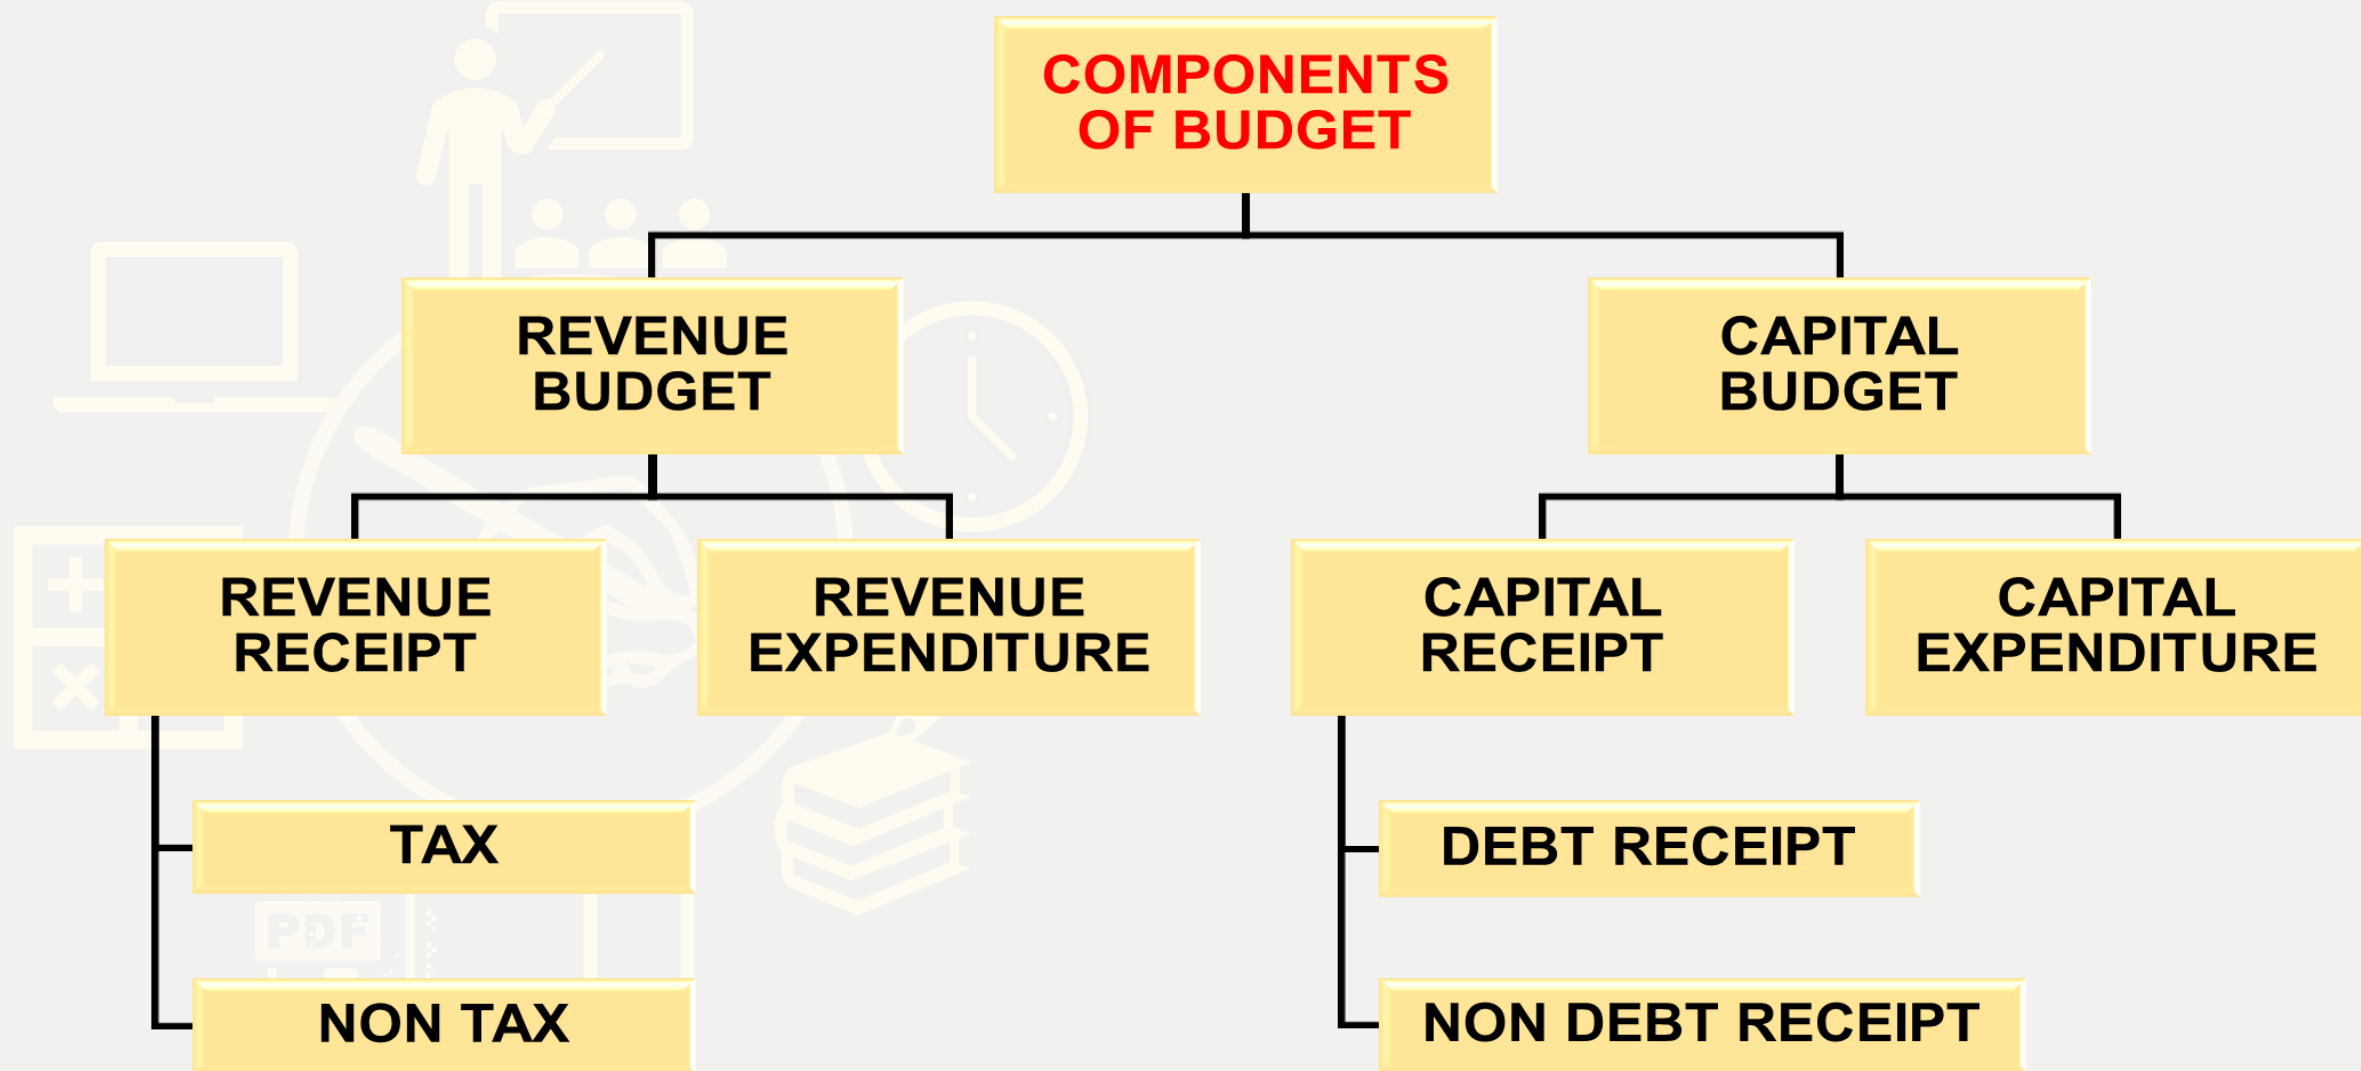 COMPONENTS
OF BUDGET
REVENUE
BUDGET
CAPITAL
BUDGET
REVENUE
RECEIPT
REVENUE
EXPENDITURE
CAPITAL
RECEIPT
CAPITAL
EXPENDITURE
TAX
DEBT RECEIPT
PDF
NON TAX
NON DEBT RECEIPT